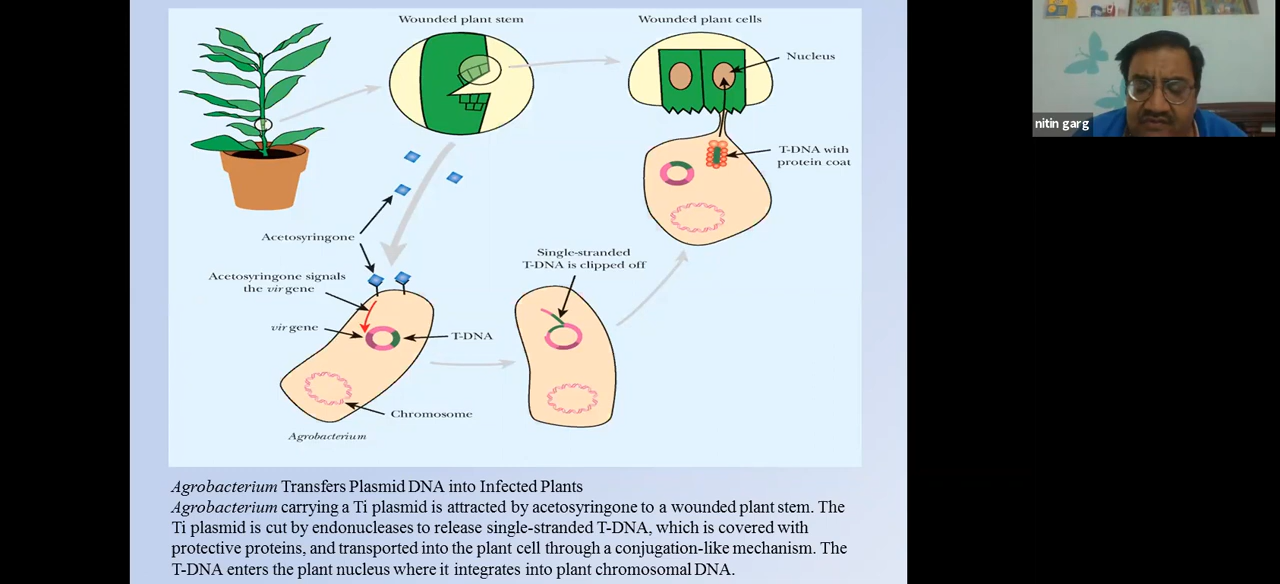 Wounded plant stem
Wounded plant cells
Nucleus
T-DNA with
protein coat
Acetosyringone
Single-stranded
T-DNA is clipped off
Acetosyringone signals
the vir gene
vir gene
T-DNA
Chromosome
Agrobacterium
Agrobacterium Transfers Plasmid DNA into Infected Plants
Agrobacterium carrying a Ti plasmid is attracted by acetosyringone to a wounded plant stem. The
Ti plasmid is cut by endonucleases to release single-stranded T-DNA, which is covered with
protective proteins, and transported into the plant cell through a conjugation-like mechanism. The
T-DNA enters the plant nucleus where it integrates into plant chromosomal DNA.
nitin garg